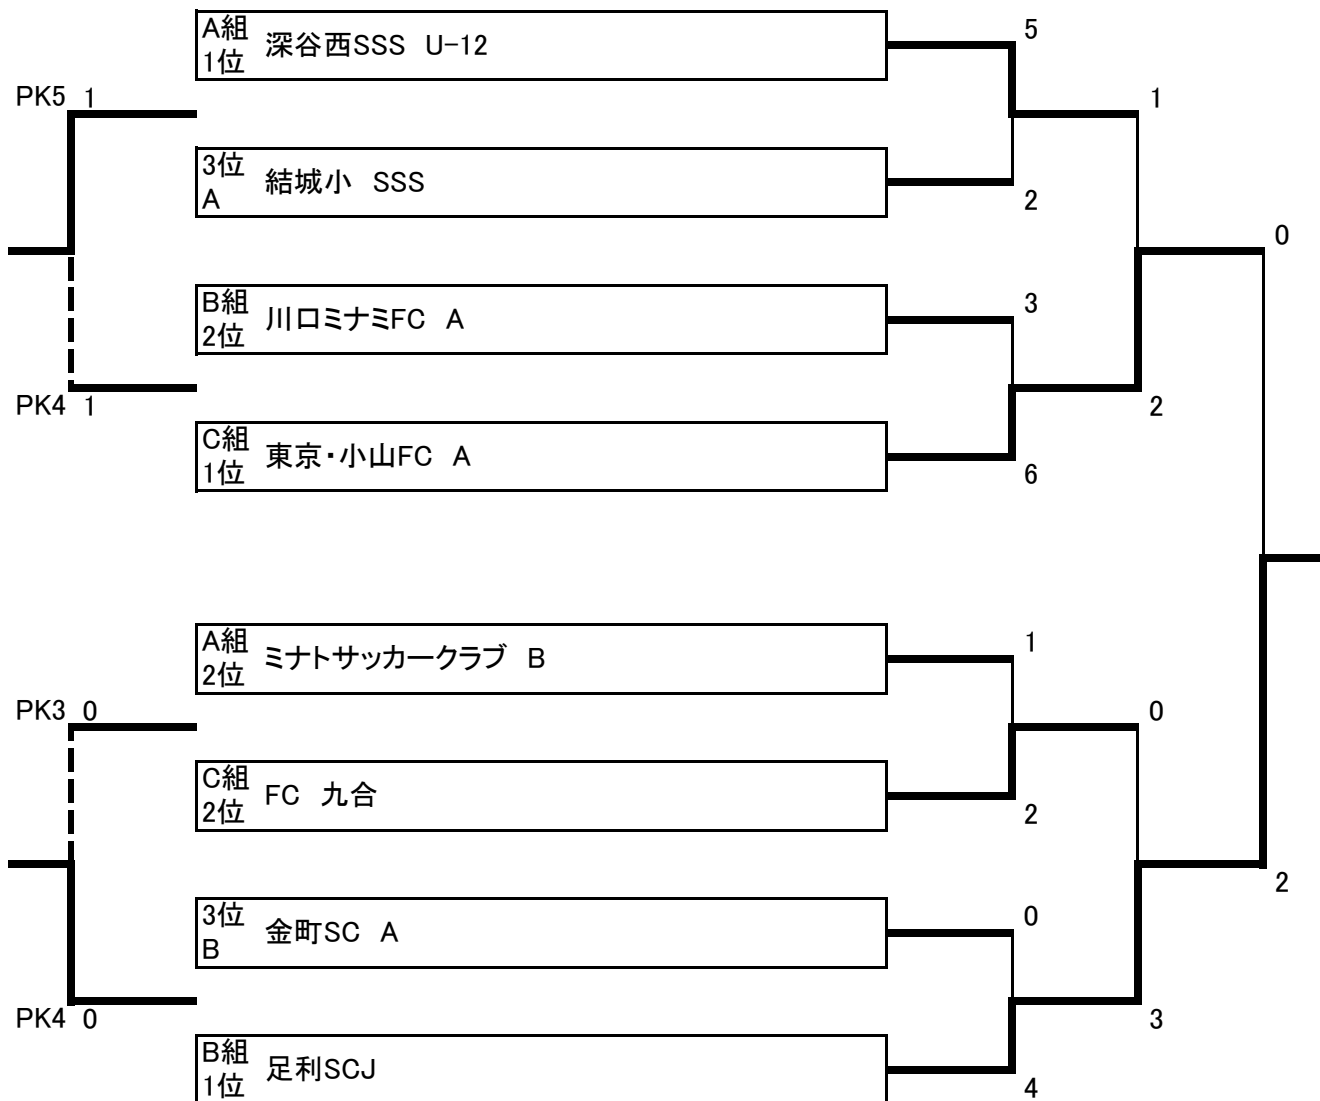 A組
1位 深谷西SSS U-12
5
PK5 1
1
3位
A 結城小 SSS
2
0
B組
2位 川口ミナミFC A
3
PK4 1
2
C組
1位 東京・小山FC A
6
A組
2位 ミナトサッカークラブ B
1
PK3 0
0
C組
2位 FC 九合
2
2
3位
B 金町SC A
0
PK4 0
3
B組
1位 足利SCJ
4